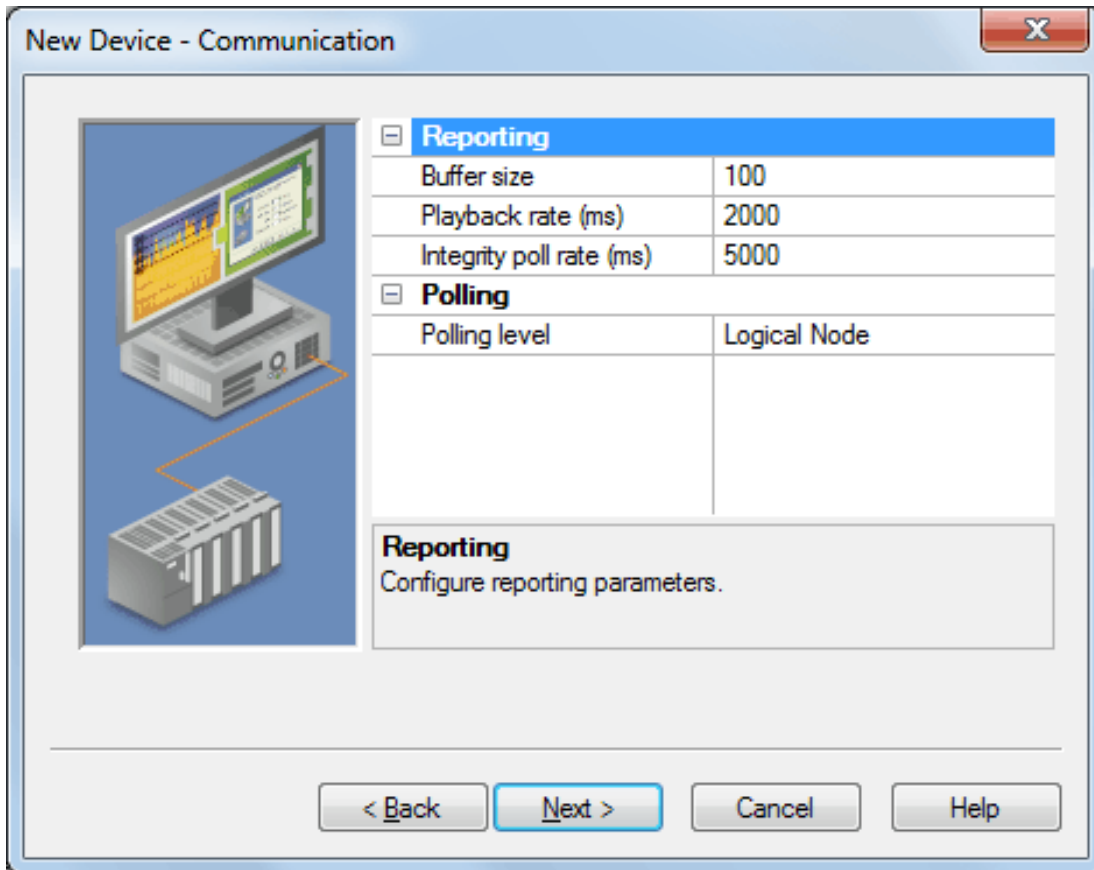 New Device - Communication
Reporting
Buffer size 100
Playback rate (ms) 2000
Integrity poll rate (ms) 5000
Polling
Polling level Logical Node
Reporting
Configure reporting parameters.
< Back Next > Cancel Help